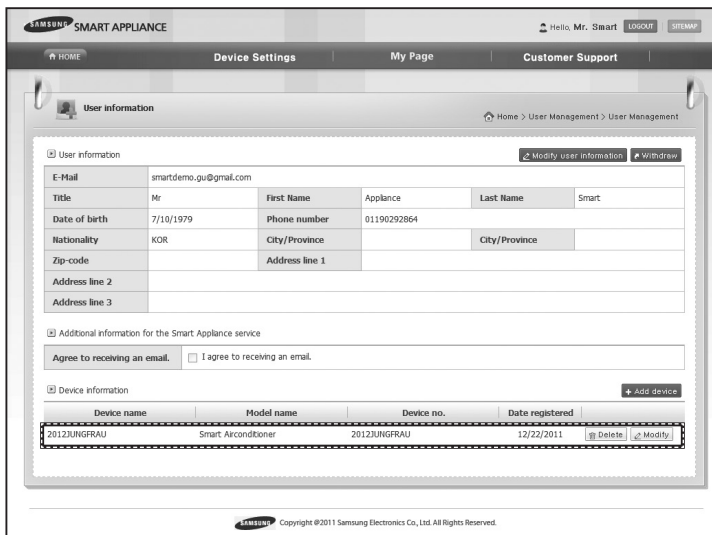 SAMSUNG SMART APPLIANCE
Hello, Mr. Smart LOGOUT SITEMAP
HOME Device Settings My Page Customer Support
User information
Home > User Management > User Management
User information Modify user information Withdraw
E-Mail smartdemo.gu@gmail.com
Title Mr First Name Appliance Last Name Smart
Date of birth 7/10/1979 Phone number 01190292864
Nationality KOR City/Province City/Province
Zip-code Address line 1
Address line 2
Address line 3
Additional information for the Smart Appliance service
Agree to receiving an email. I agree to receiving an email.
Device information + Add device
Device name Model name Device no. Date registered
2012JUNGFRAU Smart Airconditioner 2012JUNGFRAU 12/22/2011 Delete Modify
SAMSUNG Copyright @2011 Samsung Electronics Co., Ltd. All Rights Reserved.